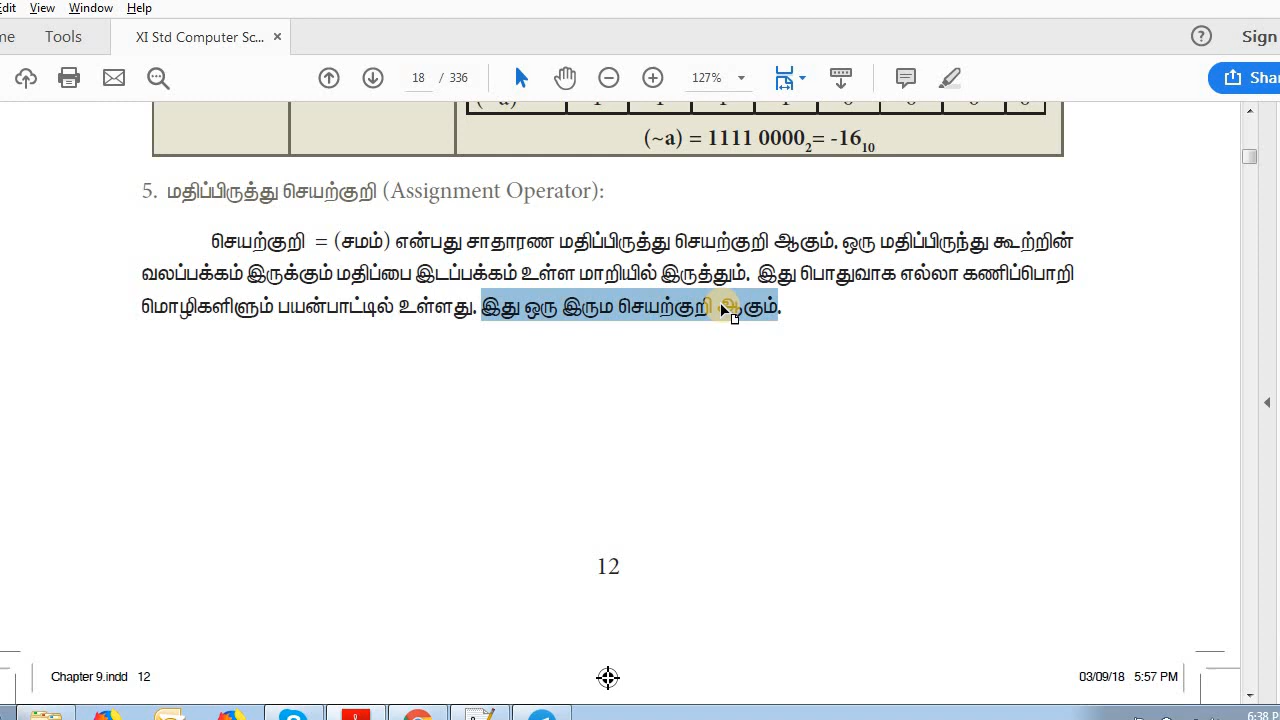 Edit View Window Help
me Tools XI Std Computer Sc... × Sign
18 / 336 127% Shar
(~a) = 1111 0000₂= -16₁₀
5. மதிப்பிருத்து செயற்குறி (Assignment Operator):
செயற்குறி = (சமம்) என்பது சாதாரண மதிப்பிருத்து செயற்குறி ஆகும். ஒரு மதிப்பிருந்து கூற்றின்
வலப்பக்கம் இருக்கும் மதிப்பை இடப்பக்கம் உள்ள மாறியில் இருத்தும். இது பொதுவாக எல்லா கணிப்பொறி
மொழிகளிளும் பயன்பாட்டில் உள்ளது. இது ஒரு இரும செயற்குறி ஆகும்.
12
Chapter 9.indd 12 03/09/18 5:57 PM
6:38 P